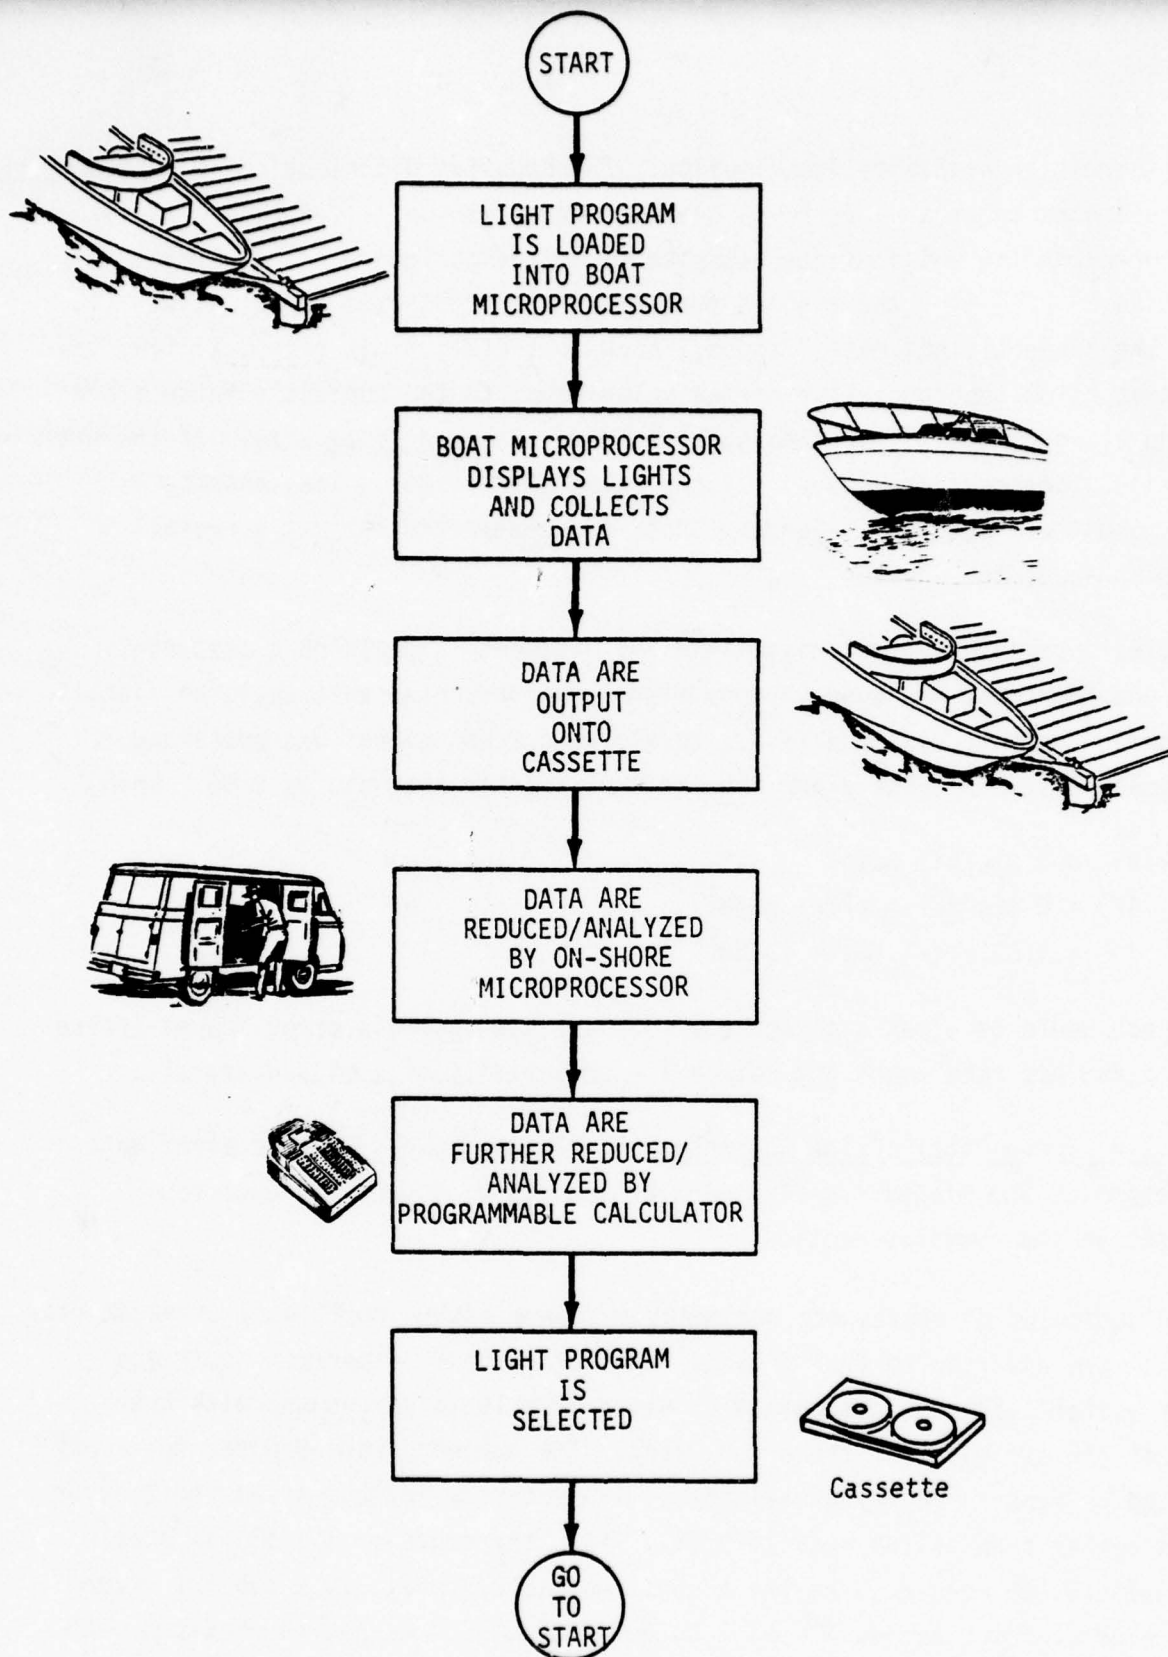 START
LIGHT PROGRAM
IS LOADED
INTO BOAT
MICROPROCESSOR
BOAT MICROPROCESSOR
DISPLAYS LIGHTS
AND COLLECTS
DATA
DATA ARE
OUTPUT
ONTO
CASSETTE
DATA ARE
REDUCED/ANALYZED
BY ON-SHORE
MICROPROCESSOR
DATA ARE
FURTHER REDUCED/
ANALYZED BY
PROGRAMMABLE CALCULATOR
LIGHT PROGRAM
IS
SELECTED
Cassette
GO
TO
START